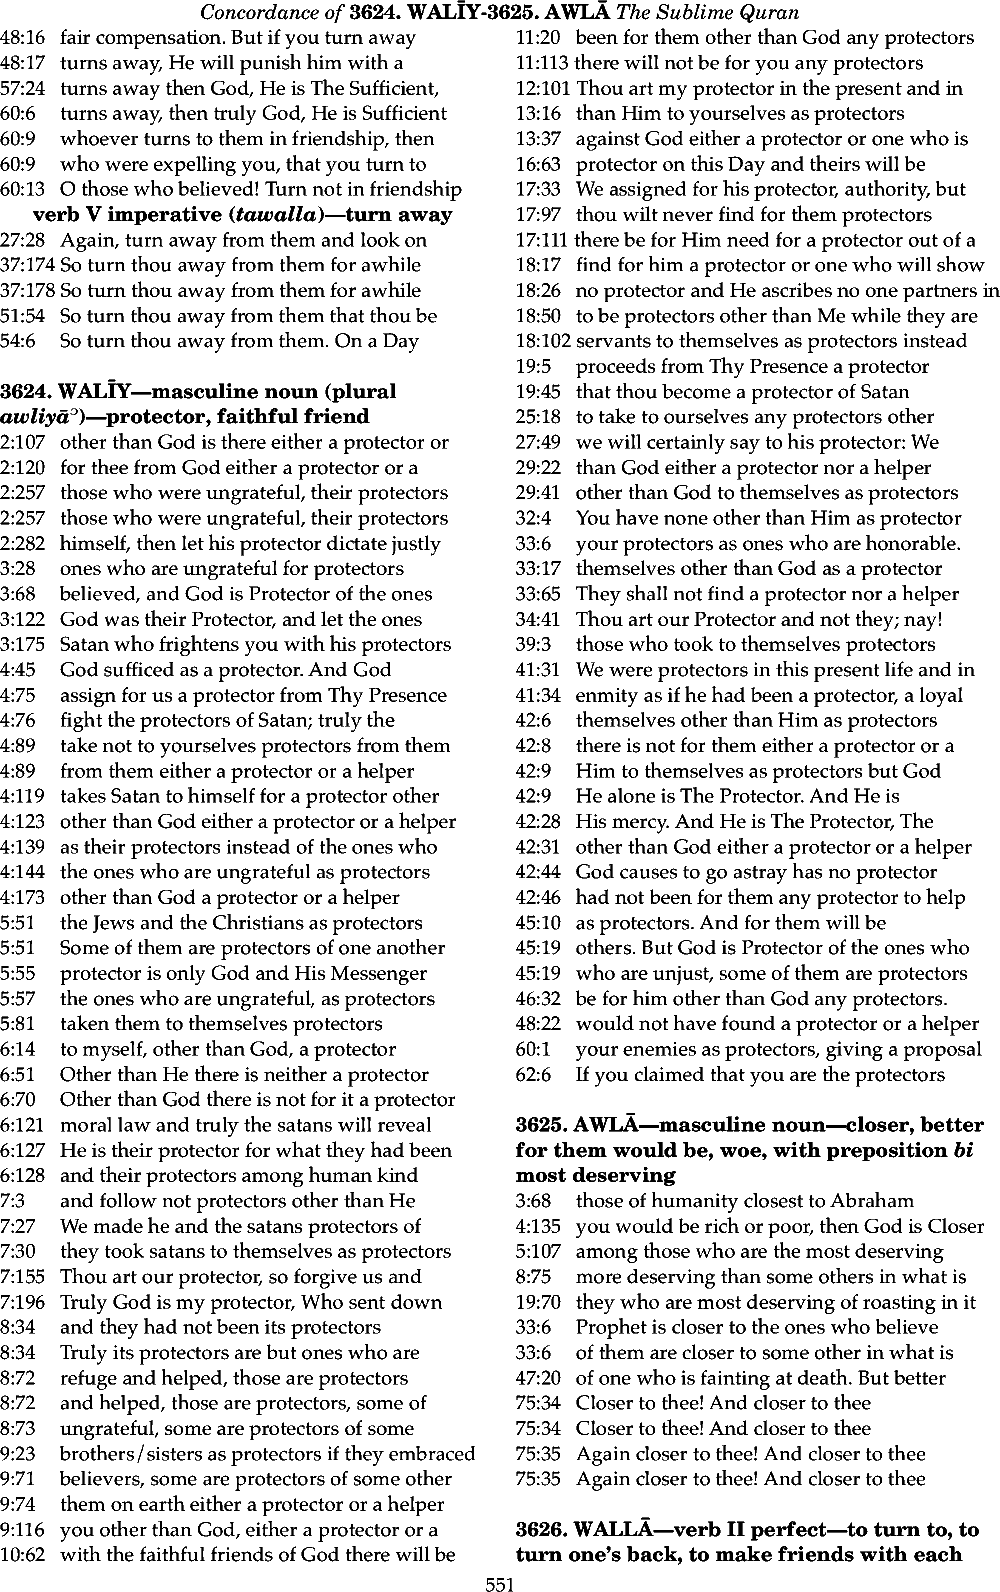 Concordance of 3624. WALĪY-3625. AWLĀ The Sublime Quran
48:16 fair compensation. But if you turn away
48:17 turns away, He will punish him with a
57:24 turns away then God, He is The Sufficient,
60:6 turns away, then truly God, He is Sufficient
60:9 whoever turns to them in friendship, then
60:9 who were expelling you, that you turn to
60:13 O those who believed! Turn not in friendship
verb V imperative (tawalla)—turn away
27:28 Again, turn away from them and look on
37:174 So turn thou away from them for awhile
37:178 So turn thou away from them for awhile
51:54 So turn thou away from them that thou be
54:6 So turn thou away from them. On a Day
3624. WALĪY—masculine noun (plural
awliyāʾ)—protector, faithful friend
2:107 other than God is there either a protector or
2:120 for thee from God either a protector or a
2:257 those who were ungrateful, their protectors
2:257 those who were ungrateful, their protectors
2:282 himself, then let his protector dictate justly
3:28 ones who are ungrateful for protectors
3:68 believed, and God is Protector of the ones
3:122 God was their Protector, and let the ones
3:175 Satan who frightens you with his protectors
4:45 God sufficed as a protector. And God
4:75 assign for us a protector from Thy Presence
4:76 fight the protectors of Satan; truly the
4:89 take not to yourselves protectors from them
4:89 from them either a protector or a helper
4:119 takes Satan to himself for a protector other
4:123 other than God either a protector or a helper
4:139 as their protectors instead of the ones who
4:144 the ones who are ungrateful as protectors
4:173 other than God a protector or a helper
5:51 the Jews and the Christians as protectors
5:51 Some of them are protectors of one another
5:55 protector is only God and His Messenger
5:57 the ones who are ungrateful, as protectors
5:81 taken them to themselves protectors
6:14 to myself, other than God, a protector
6:51 Other than He there is neither a protector
6:70 Other than God there is not for it a protector
6:121 moral law and truly the satans will reveal
6:127 He is their protector for what they had been
6:128 and their protectors among human kind
7:3 and follow not protectors other than He
7:27 We made he and the satans protectors of
7:30 they took satans to themselves as protectors
7:155 Thou art our protector, so forgive us and
7:196 Truly God is my protector, Who sent down
8:34 and they had not been its protectors
8:34 Truly its protectors are but ones who are
8:72 refuge and helped, those are protectors
8:72 and helped, those are protectors, some of
8:73 ungrateful, some are protectors of some
9:23 brothers/sisters as protectors if they embraced
9:71 believers, some are protectors of some other
9:74 them on earth either a protector or a helper
9:116 you other than God, either a protector or a
10:62 with the faithful friends of God there will be
11:20 been for them other than God any protectors
11:113 there will not be for you any protectors
12:101 Thou art my protector in the present and in
13:16 than Him to yourselves as protectors
13:37 against God either a protector or one who is
16:63 protector on this Day and theirs will be
17:33 We assigned for his protector, authority, but
17:97 thou wilt never find for them protectors
17:111 there be for Him need for a protector out of a
18:17 find for him a protector or one who will show
18:26 no protector and He ascribes no one partners in
18:50 to be protectors other than Me while they are
18:102 servants to themselves as protectors instead
19:5 proceeds from Thy Presence a protector
19:45 that thou become a protector of Satan
25:18 to take to ourselves any protectors other
27:49 we will certainly say to his protector: We
29:22 than God either a protector nor a helper
29:41 other than God to themselves as protectors
32:4 You have none other than Him as protector
33:6 your protectors as ones who are honorable.
33:17 themselves other than God as a protector
33:65 They shall not find a protector nor a helper
34:41 Thou art our Protector and not they; nay!
39:3 those who took to themselves protectors
41:31 We were protectors in this present life and in
41:34 enmity as if he had been a protector, a loyal
42:6 themselves other than Him as protectors
42:8 there is not for them either a protector or a
42:9 Him to themselves as protectors but God
42:9 He alone is The Protector. And He is
42:28 His mercy. And He is The Protector, The
42:31 other than God either a protector or a helper
42:44 God causes to go astray has no protector
42:46 had not been for them any protector to help
45:10 as protectors. And for them will be
45:19 others. But God is Protector of the ones who
45:19 who are unjust, some of them are protectors
46:32 be for him other than God any protectors.
48:22 would not have found a protector or a helper
60:1 your enemies as protectors, giving a proposal
62:6 If you claimed that you are the protectors
3625. AWLĀ—masculine noun—closer, better
for them would be, woe, with preposition bi
most deserving
3:68 those of humanity closest to Abraham
4:135 you would be rich or poor, then God is Closer
5:107 among those who are the most deserving
8:75 more deserving than some others in what is
19:70 they who are most deserving of roasting in it
33:6 Prophet is closer to the ones who believe
33:6 of them are closer to some other in what is
47:20 of one who is fainting at death. But better
75:34 Closer to thee! And closer to thee
75:34 Closer to thee! And closer to thee
75:35 Again closer to thee! And closer to thee
75:35 Again closer to thee! And closer to thee
3626. WALLĀ—verb II perfect—to turn to, to
turn one's back, to make friends with each
551